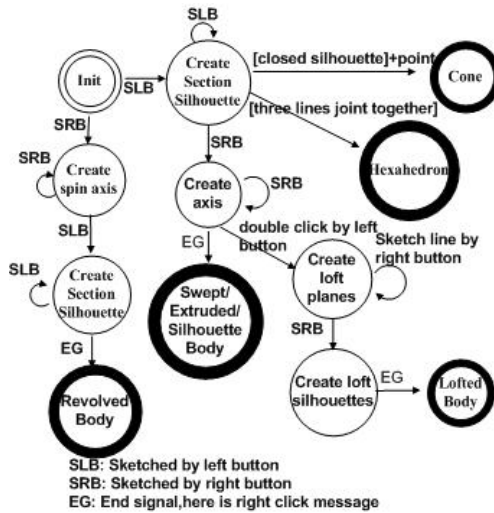 SLB
Create
Section
Silhouette
Init
SLB
[closed silhouette]+point
Cone
[three lines joint together]
Hexahedron
SRB
SRB
Create
spin axis
SRB
SRB
Create
axis
SRB
SLB
EG
double click by left
button
Sketch line by
right button
SLB
Create
Section
Silhouette
Swept/
Extruded/
Silhouette
Body
Create
loft
planes
SRB
EG
Revolved
Body
Create loft
silhouettes
EG
Lofted
Body
SLB: Sketched by left button
SRB: Sketched by right button
EG: End signal,here is right click message